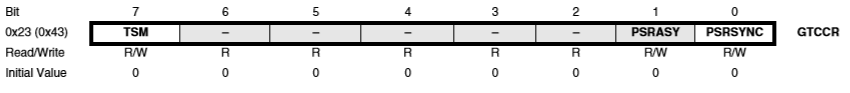 Bit 7 6 5 4 3 2 1 0
0x23 (0x43) TSM – – – – – PSRASY PSRSYNC GTCCR
Read/Write R/W R R R R R R/W R/W
Initial Value 0 0 0 0 0 0 0 0